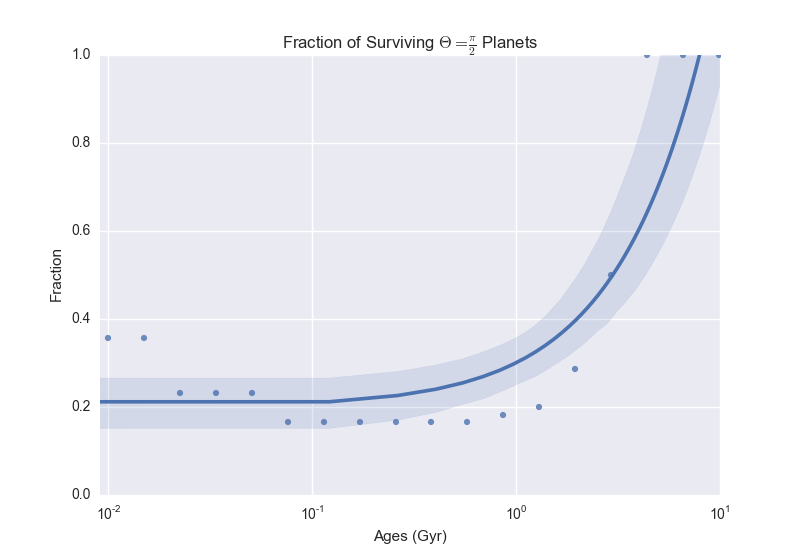 Fraction of Surviving Θ = π/2 Planets
1.0
0.8
0.6
0.4
0.2
0.0
Fraction
10⁻² 10⁻¹ 10⁰ 10¹
Ages (Gyr)